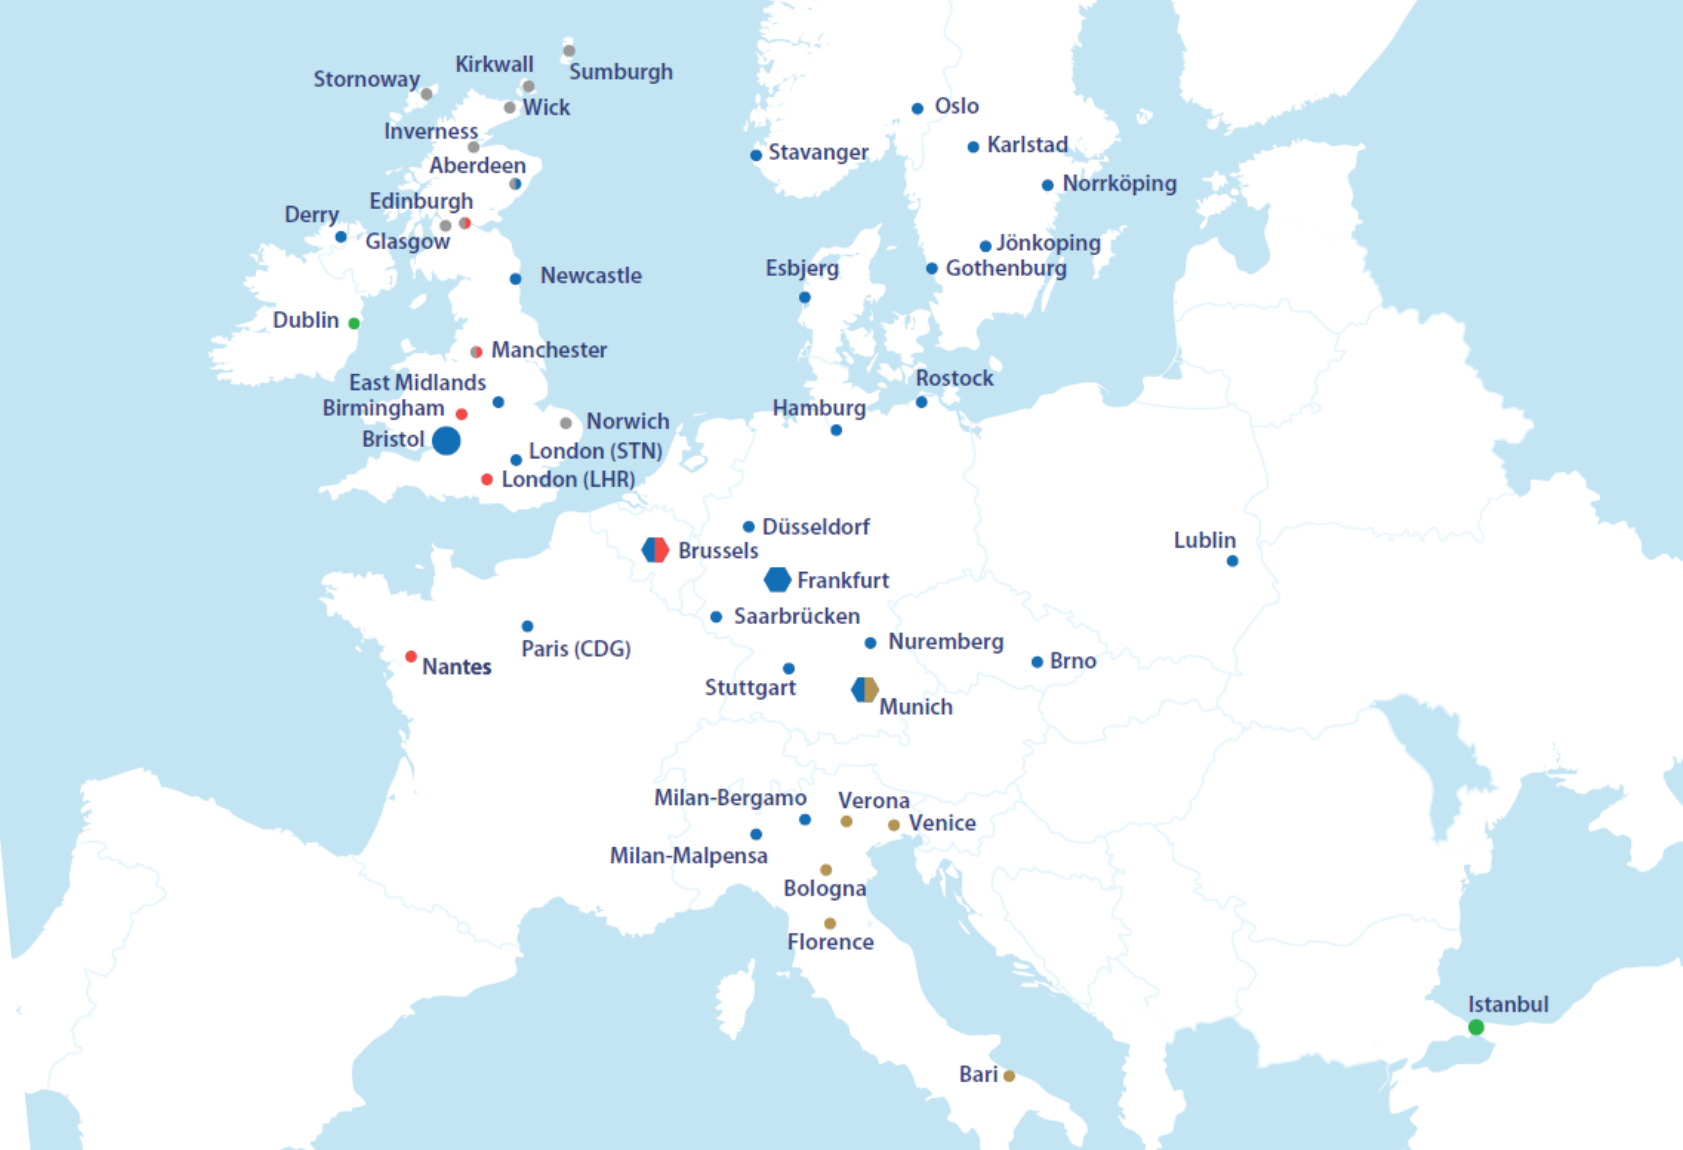 Kirkwall
Sumburgh
Stornoway
Wick
Oslo
Inverness
Karlstad
Stavanger
Aberdeen
Norrköping
Edinburgh
Derry
Glasgow
Jönkoping
Esbjerg
Gothenburg
Newcastle
Dublin
Manchester
Rostock
East Midlands
Birmingham
Hamburg
Norwich
Bristol
London (STN)
London (LHR)
Düsseldorf
Lublin
Brussels
Frankfurt
Saarbrücken
Nuremberg
Paris (CDG)
Brno
Nantes
Stuttgart
Munich
Milan-Bergamo
Verona
Venice
Milan-Malpensa
Bologna
Florence
Istanbul
Bari